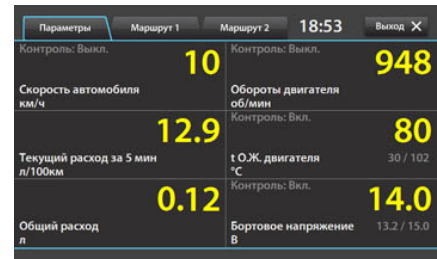 Параметры Маршрут 1 Маршрут 2 18:53 Выход X
Контроль: Выкл. 10
Скорость автомобиля
км/ч
Контроль: Выкл. 948
Обороты двигателя
об/мин
12.9
Текущий расход за 5 мин
л/100км
Контроль: Вкл. 80
t О.Ж. двигателя 30 / 102
°С
0.12
Общий расход
л
Контроль: Вкл. 14.0
Бортовое напряжение 13.2 / 15.0
В